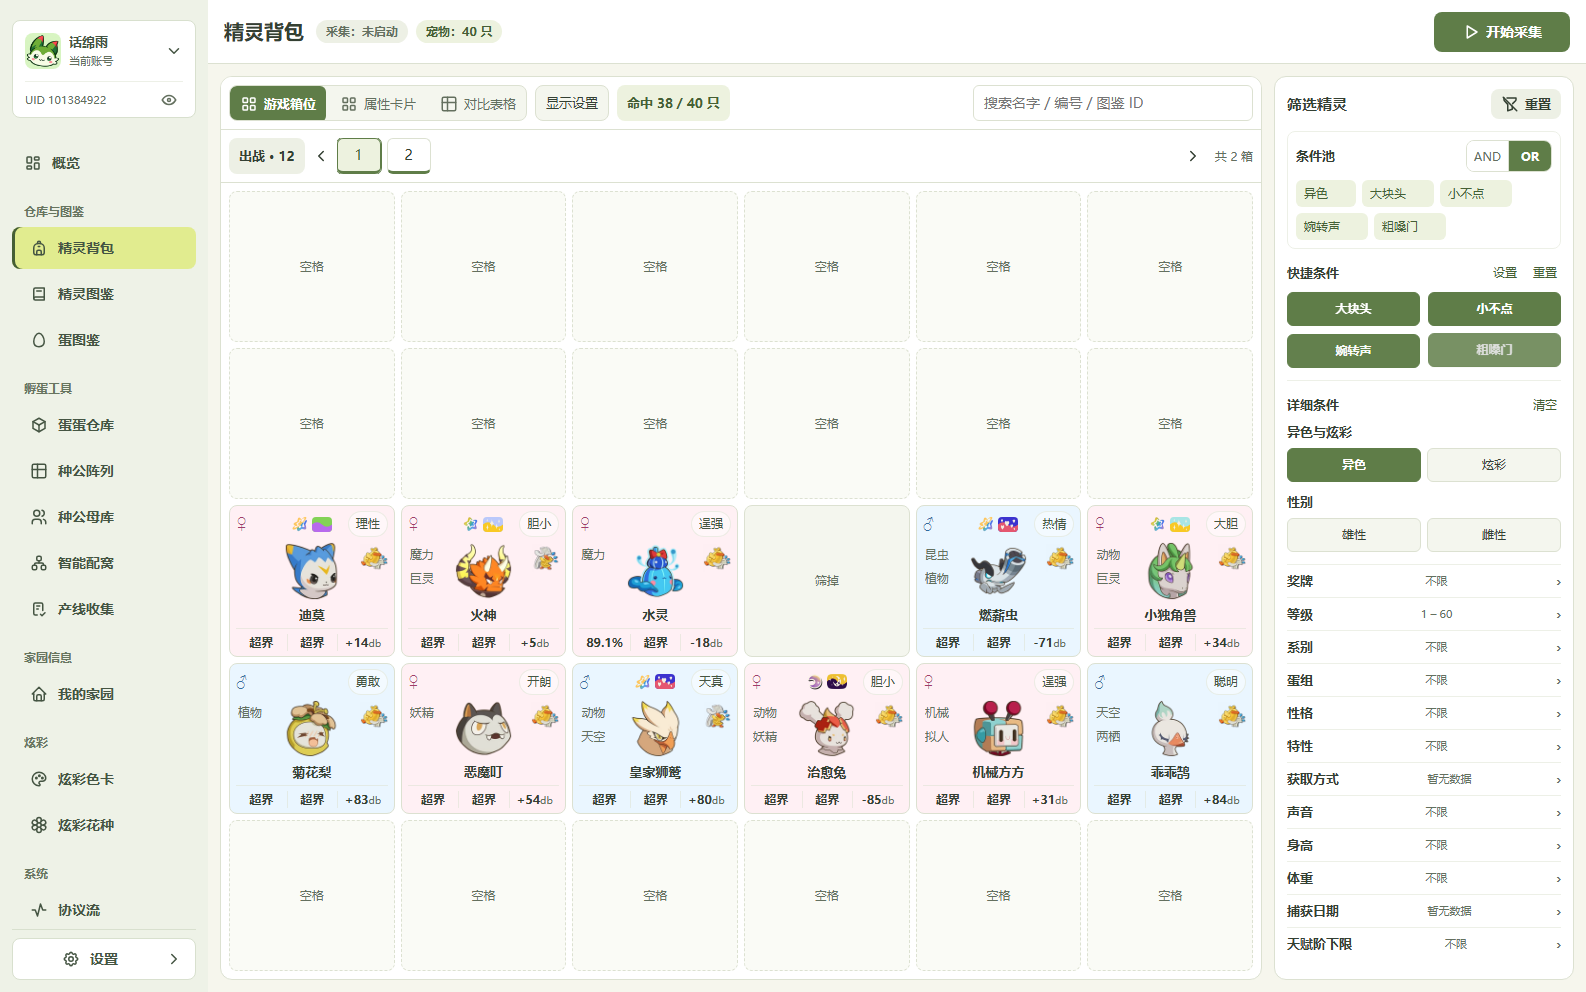 话绵雨
当前账号
UID 101384922
概览
仓库与图鉴
精灵背包
精灵图鉴
蛋图鉴
孵蛋工具
蛋蛋仓库
种公阵列
种公母库
智能配窝
产线收集
家园信息
我的家园
炫彩
炫彩色卡
炫彩花种
系统
协议流
设置
精灵背包 采集：未启动 宠物：40 只
开始采集
游戏箱位 属性卡片 对比表格 显示设置 命中 38 / 40 只
搜索名字 / 编号 / 图鉴 ID
出战 • 12 1 2 共 2 箱
空格 空格 空格 空格 空格 空格
空格 空格 空格 空格 空格 空格
理性
迪莫
超界 超界 +14db
胆小
魔力
巨灵
火神
超界 超界 +5db
逞强
魔力
水灵
89.1% 超界 -18db
筛掉
热情
昆虫
植物
燃薪虫
超界 超界 -71db
大胆
动物
巨灵
小独角兽
超界 超界 +34db
勇敢
植物
菊花梨
超界 超界 +83db
开朗
妖精
恶魔叮
超界 超界 +54db
天真
动物
天空
皇家狮鹫
超界 超界 +80db
胆小
动物
妖精
治愈兔
超界 超界 -85db
逞强
机械
拟人
机械方方
超界 超界 +31db
聪明
天空
两栖
乖乖鹄
超界 超界 +84db
空格 空格 空格 空格 空格 空格
筛选精灵 重置
条件池 AND OR
异色 大块头 小不点
婉转声 粗嗓门
快捷条件 设置 重置
大块头 小不点
婉转声 粗嗓门
详细条件 清空
异色与炫彩
异色 炫彩
性别
雄性 雌性
奖牌 不限 ›
等级 1 – 60 ›
系别 不限 ›
蛋组 不限 ›
性格 不限 ›
特性 不限 ›
获取方式 暂无数据 ›
声音 不限 ›
身高 不限 ›
体重 不限 ›
捕获日期 暂无数据 ›
天赋阶下限 不限 ›